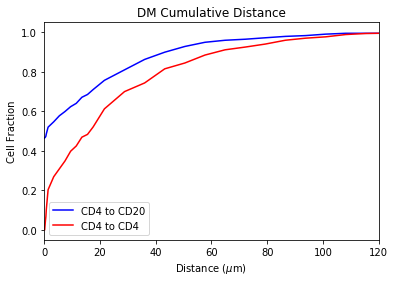 DM Cumulative Distance
Cell Fraction
1.0
0.8
0.6
0.4
0.2
0.0
CD4 to CD20
CD4 to CD4
0 20 40 60 80 100 120
Distance (μm)